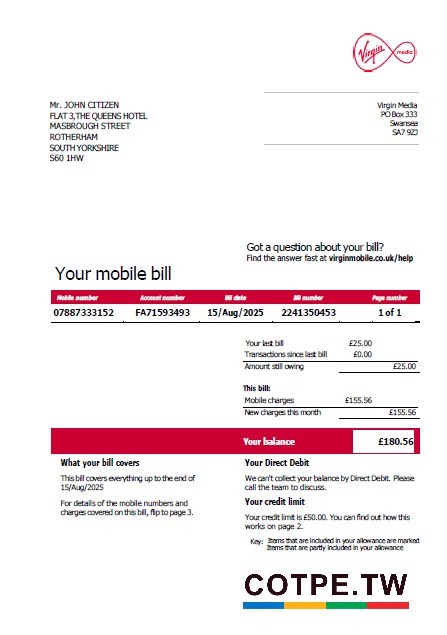 Virgin media
Mr. JOHN CITIZEN
FLAT 3,THE QUEENS HOTEL
MASBROUGH STREET
ROTHERHAM
SOUTH YORKSHIRE
S60 1HW
Virgin Media
PO Box 333
Swansea
SA7 9ZJ
Got a question about your bill?
Find the answer fast at virginmobile.co.uk/help
Your mobile bill
Mobile number Account number Bill date Bill number Page number
07887333152 FA71593493 15/Aug/2025 2241350453 1 of 1
Your last bill £25.00
Transactions since last bill £0.00
Amount still owing £25.00
This bill:
Mobile charges £155.56
New charges this month £155.56
Your balance £180.56
What your bill covers
This bill covers everything up to the end of
15/Aug/2025
For details of the mobile numbers and
charges covered on this bill, flip to page 3.
Your Direct Debit
We can't collect your balance by Direct Debit. Please
call the team to discuss.
Your credit limit
Your credit limit is £50.00. You can find out how this
works on page 2.
Key: Items that are included in your allowance are marked
Items that are partly included in your allowance
COTPE.TW